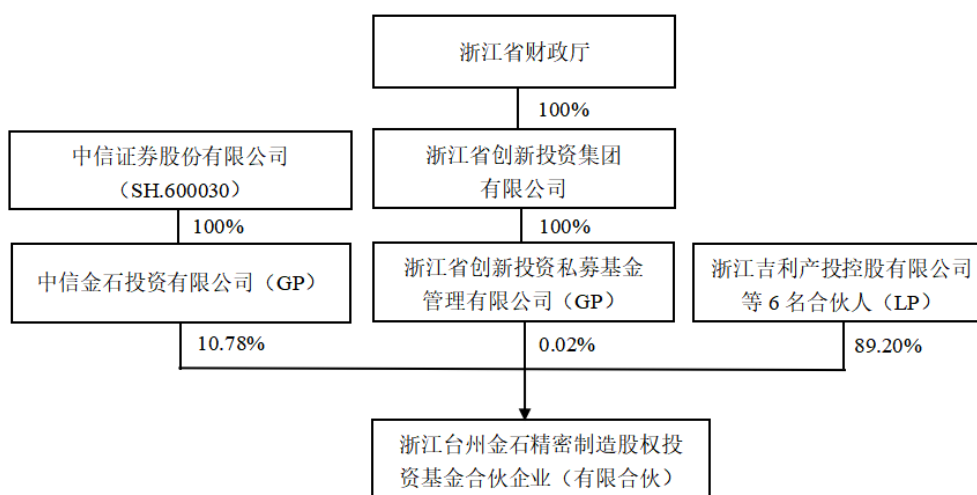 浙江省财政厅
100%
中信证券股份有限公司
（SH.600030）
浙江省创新投资集团
有限公司
100%
100%
中信金石投资有限公司（GP）
浙江省创新投资私募基金
管理有限公司（GP）
浙江吉利产投控股有限公司
等 6 名合伙人（LP）
10.78%
0.02%
89.20%
浙江台州金石精密制造股权投
资基金合伙企业（有限合伙）